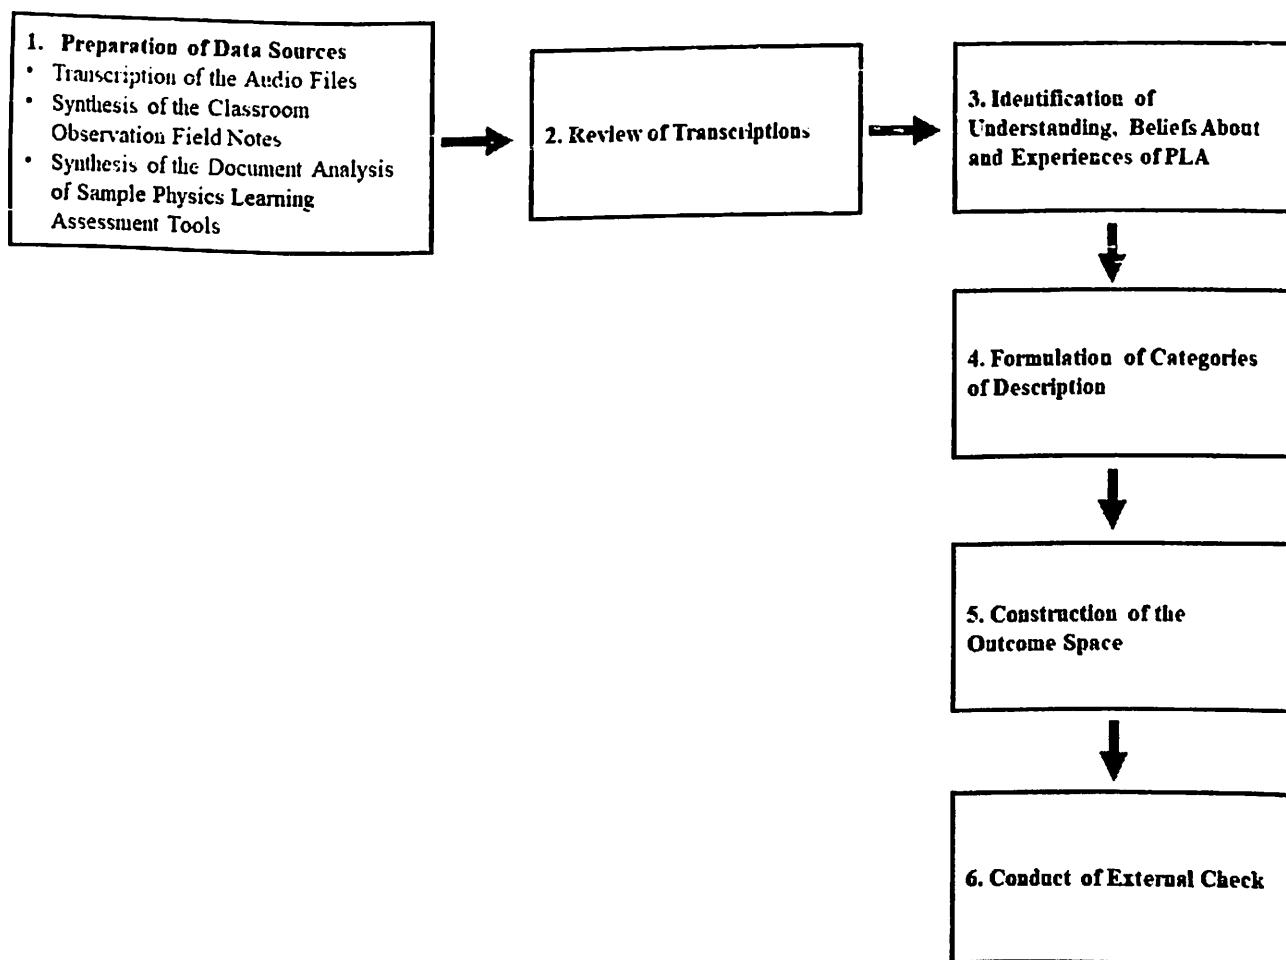 1. Preparation of Data Sources
• Transcription of the Audio Files
• Synthesis of the Classroom
Observation Field Notes
• Synthesis of the Document Analysis
of Sample Physics Learning
Assessment Tools
2. Review of Transcriptions
3. Identification of
Understanding, Beliefs About
and Experiences of PLA
4. Formulation of Categories
of Description
5. Construction of the
Outcome Space
6. Conduct of External Check